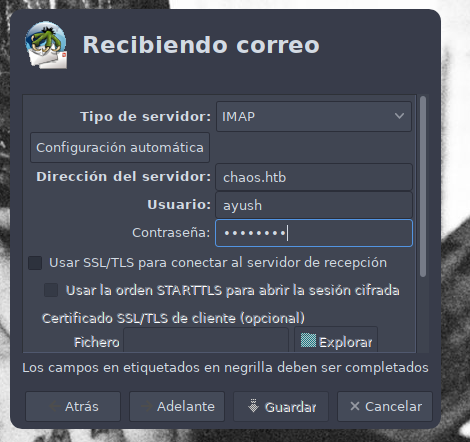 Recibiendo correo
Tipo de servidor: IMAP
Configuración automática
Dirección del servidor: chaos.htb
Usuario: ayush
Contraseña: ••••••••
Usar SSL/TLS para conectar al servidor de recepción
Usar la orden STARTTLS para abrir la sesión cifrada
Certificado SSL/TLS de cliente (opcional)
Fichero Explorar
Los campos en etiquetados en negrilla deben ser completados
Atrás Adelante Guardar Cancelar